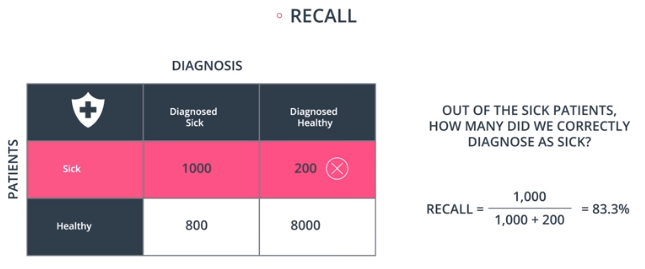 RECALL
DIAGNOSIS
PATIENTS
Diagnosed
Sick
Diagnosed
Healthy
Sick
1000
200
Healthy
800
8000
OUT OF THE SICK PATIENTS,
HOW MANY DID WE CORRECTLY
DIAGNOSE AS SICK?
RECALL = 1,000
1,000 + 200
= 83.3%